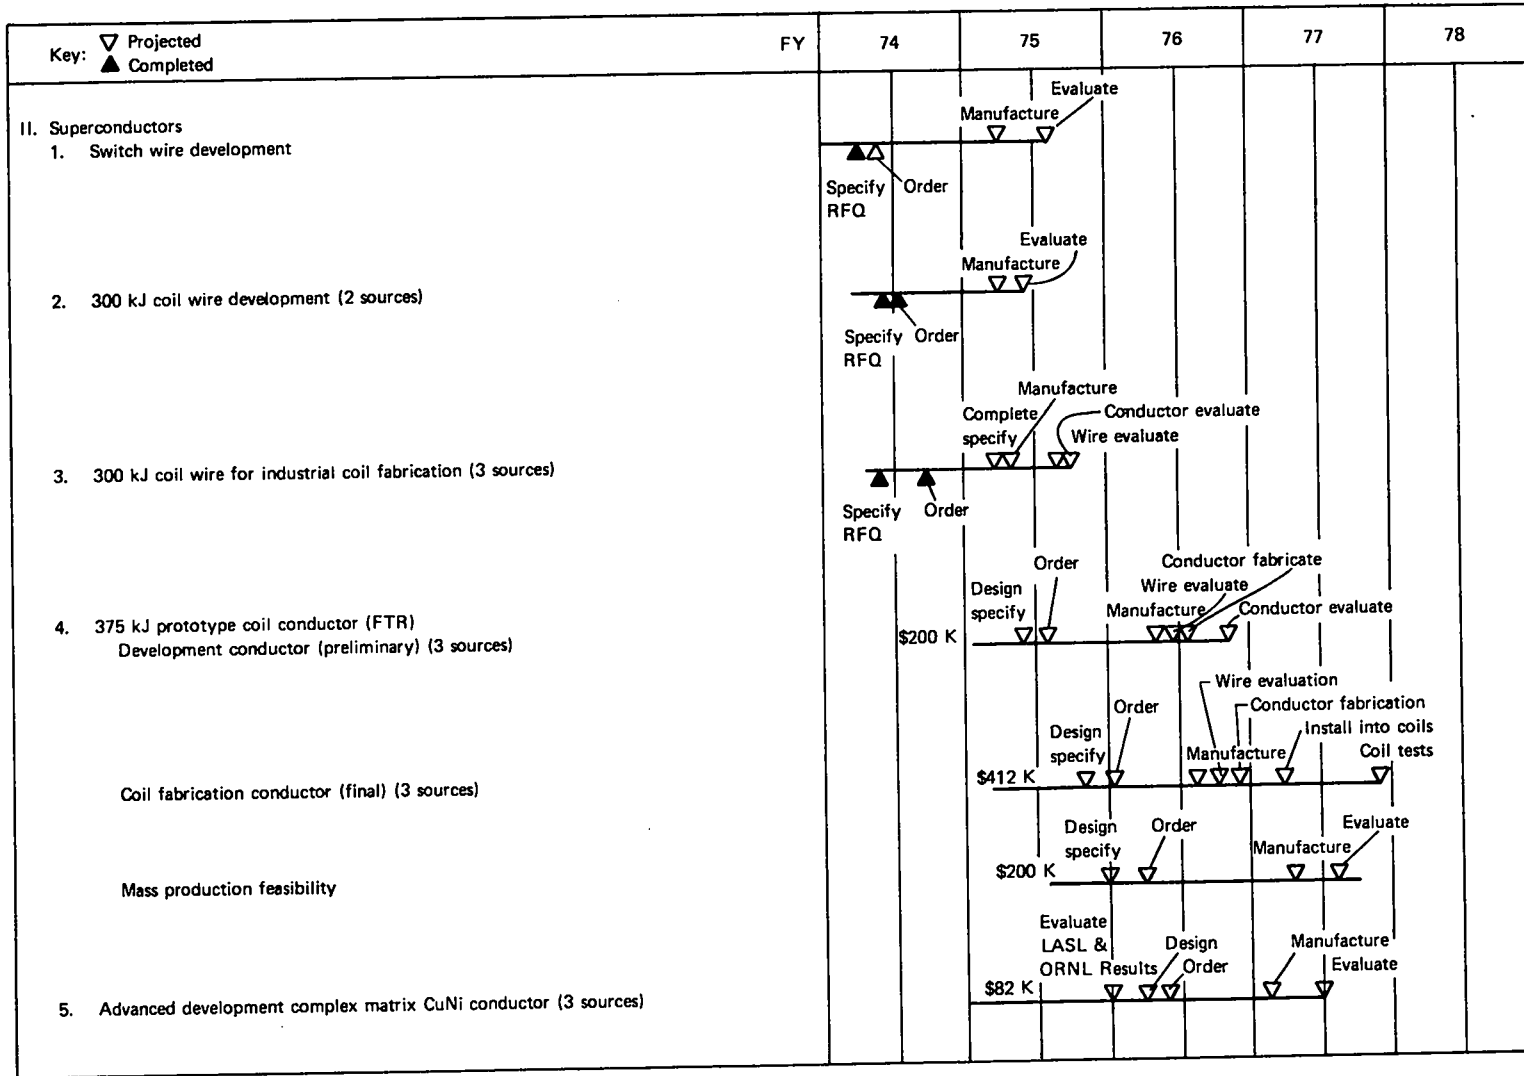 Key: ▽ Projected
▲ Completed
FY 74 75 76 77 78
II. Superconductors
1. Switch wire development
Manufacture
Evaluate
Specify
RFQ
Order
2. 300 kJ coil wire development (2 sources)
Manufacture
Evaluate
Specify
RFQ
Order
3. 300 kJ coil wire for industrial coil fabrication (3 sources)
Complete
specify
Manufacture
Conductor evaluate
Wire evaluate
Specify
RFQ
Order
4. 375 kJ prototype coil conductor (FTR)
Development conductor (preliminary) (3 sources)
$200 K
Design
specify
Order
Manufacture
Wire evaluate
Conductor fabricate
Conductor evaluate
Coil fabrication conductor (final) (3 sources)
$412 K
Design
specify
Order
Manufacture
Wire evaluation
Conductor fabrication
Install into coils
Coil tests
Mass production feasibility
$200 K
Design
specify
Order
Manufacture
Evaluate
5. Advanced development complex matrix CuNi conductor (3 sources)
$82 K
Evaluate
LASL &
ORNL Results
Design
Order
Manufacture
Evaluate